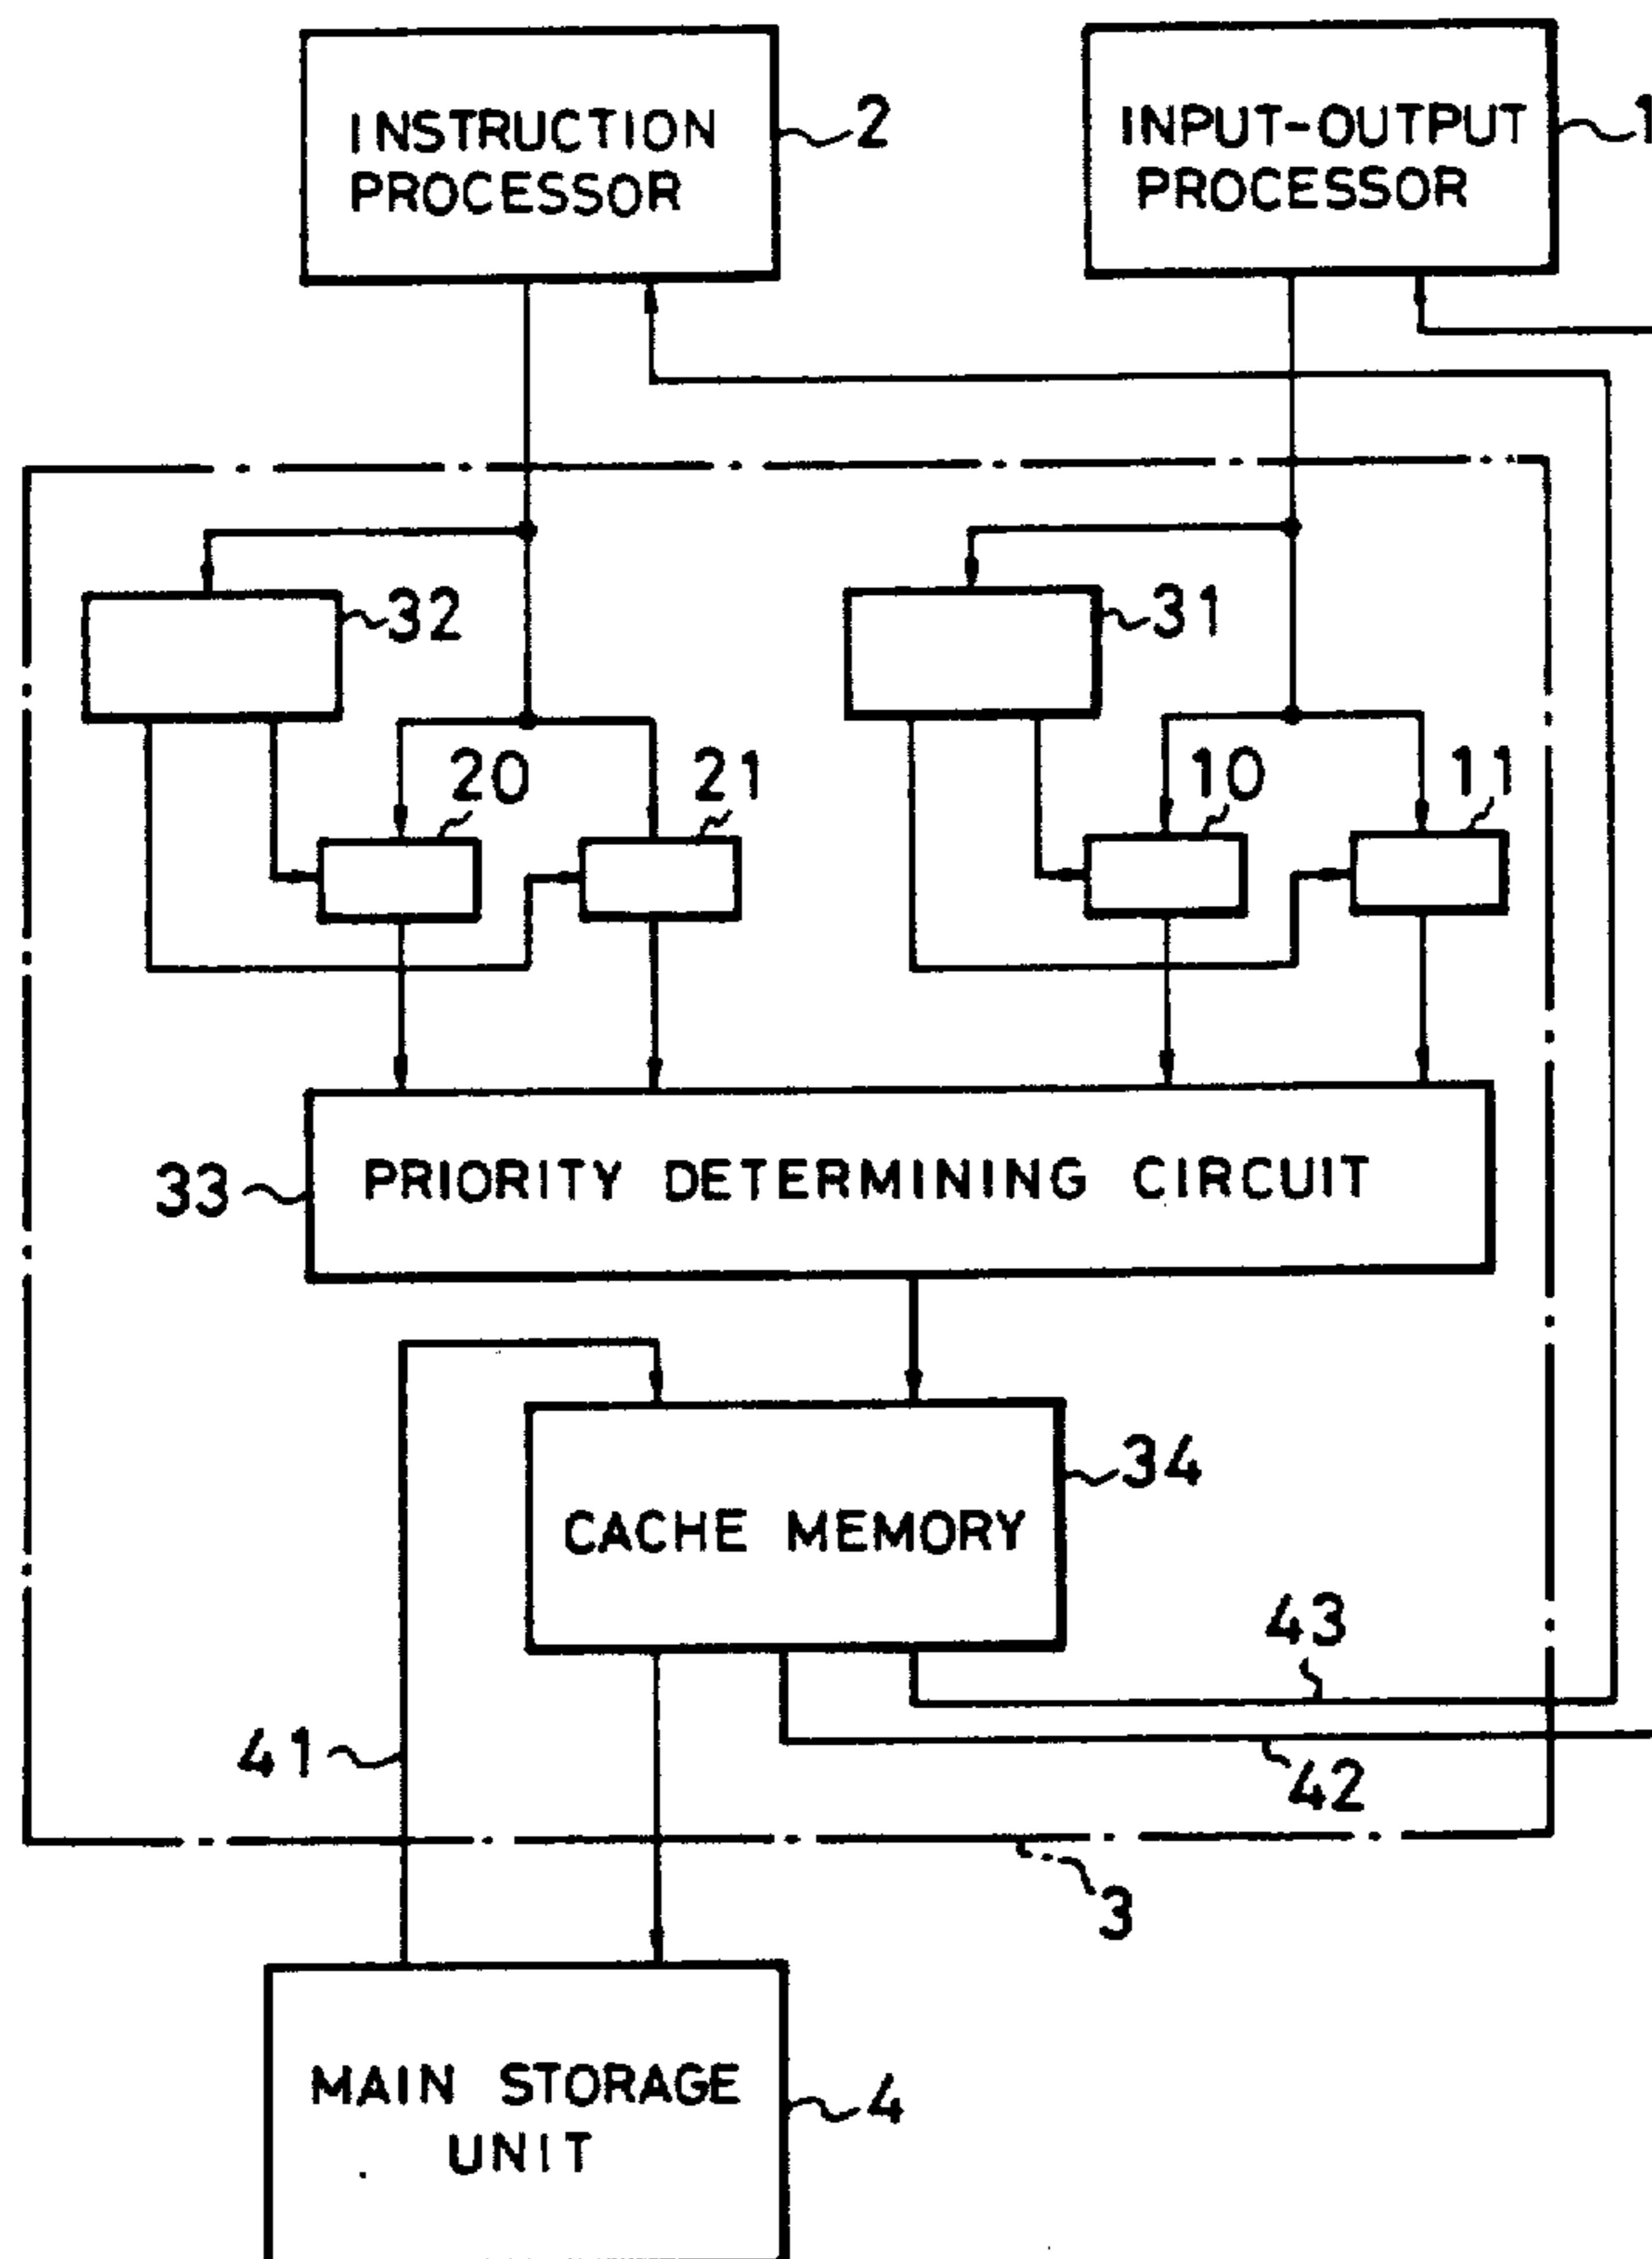 INSTRUCTION
PROCESSOR
2
INPUT-OUTPUT
PROCESSOR
1
32
31
20
21
10
11
33
PRIORITY DETERMINING CIRCUIT
34
CACHE MEMORY
43
41
42
3
MAIN STORAGE
UNIT
4